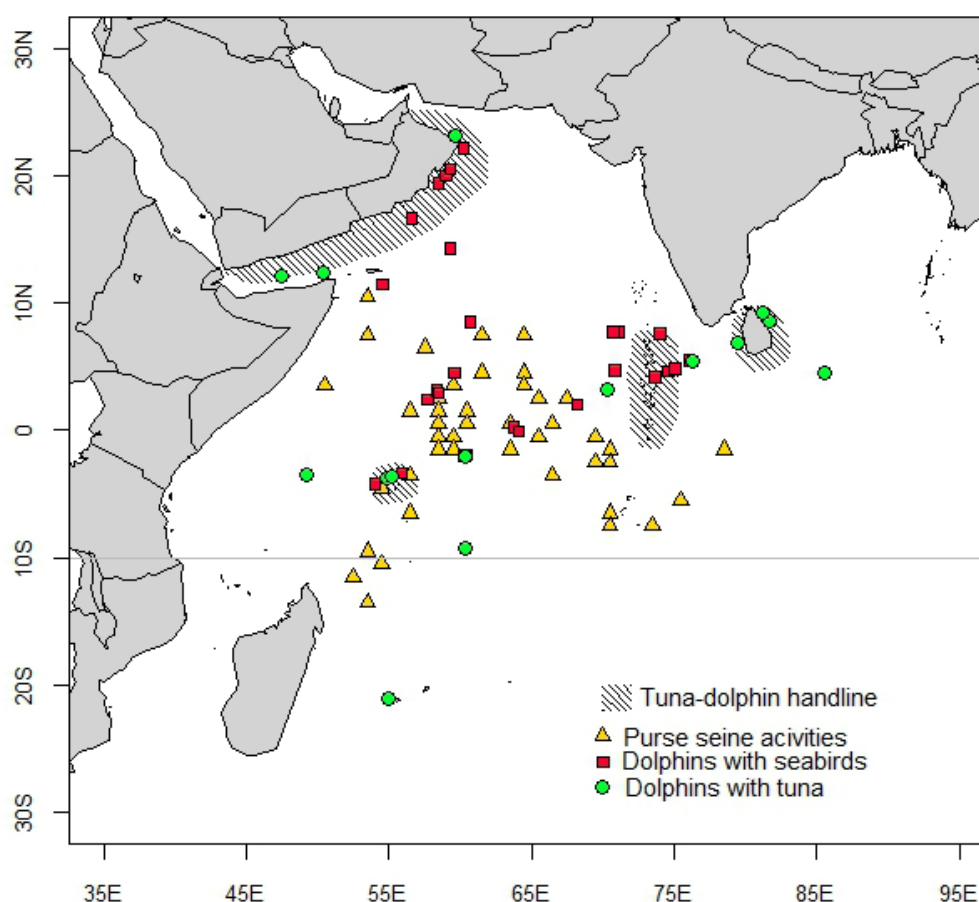 30N
20N
10N
0
10S
20S
30S
Tuna-dolphin handline
Purse seine acivities
Dolphins with seabirds
Dolphins with tuna
35E 45E 55E 65E 75E 85E 95E